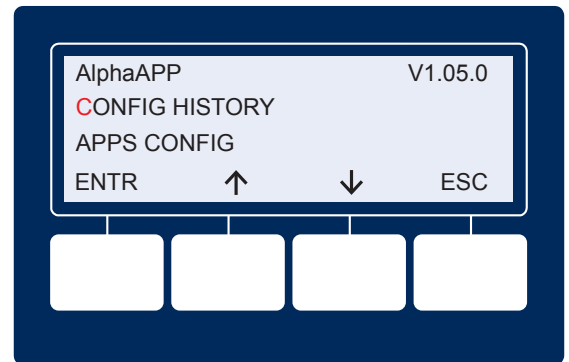 AlphaAPP V1.05.0
CONFIG HISTORY
APPS CONFIG
ENTR ↑ ↓ ESC